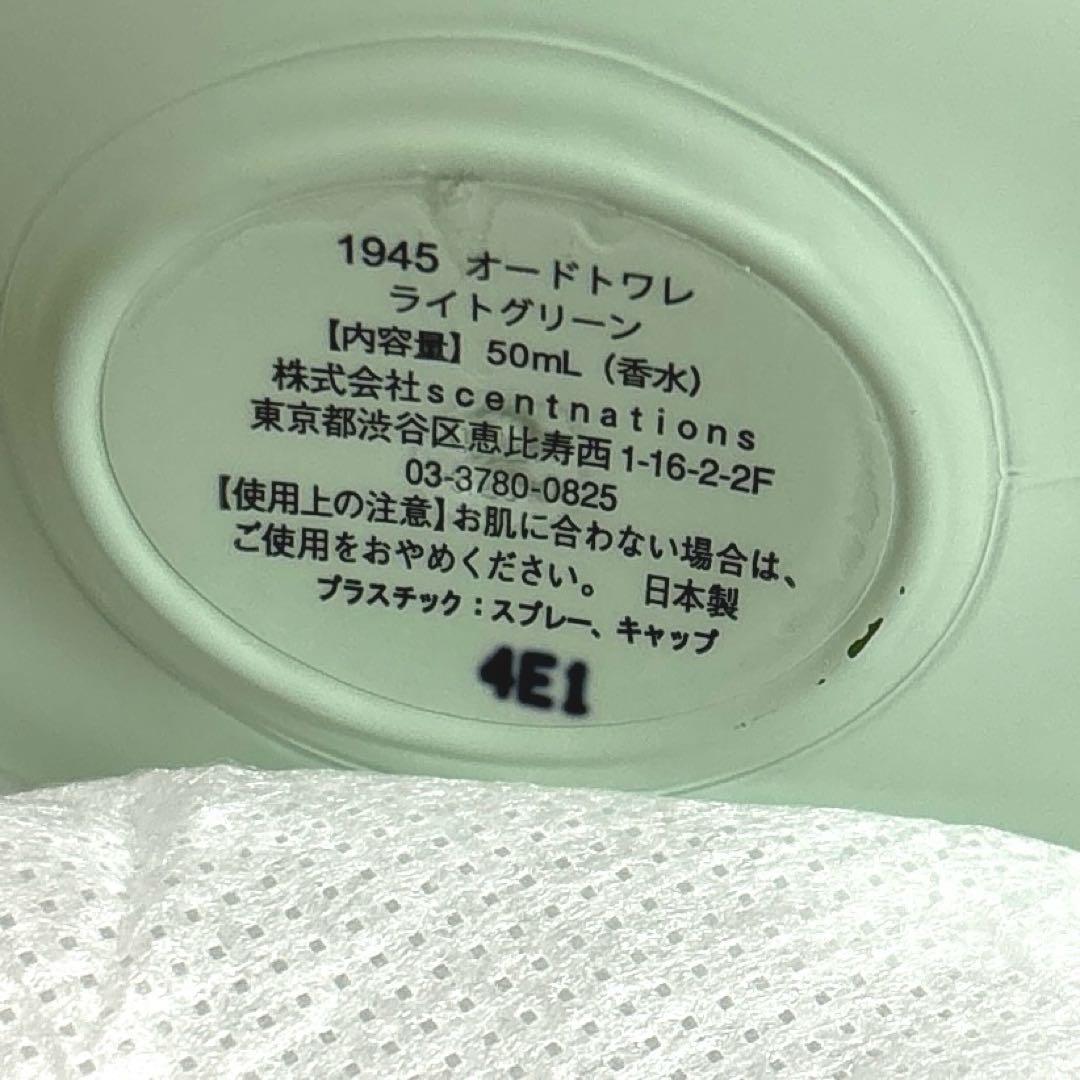 1945 オードトワレ
ライトグリーン
【内容量】50mL（香水）
株式会社scentnations
東京都渋谷区恵比寿西1-16-2-2F
03-3780-0825
【使用上の注意】お肌に合わない場合は、
ご使用をおやめください。 日本製
プラスチック：スプレー、キャップ
4E1